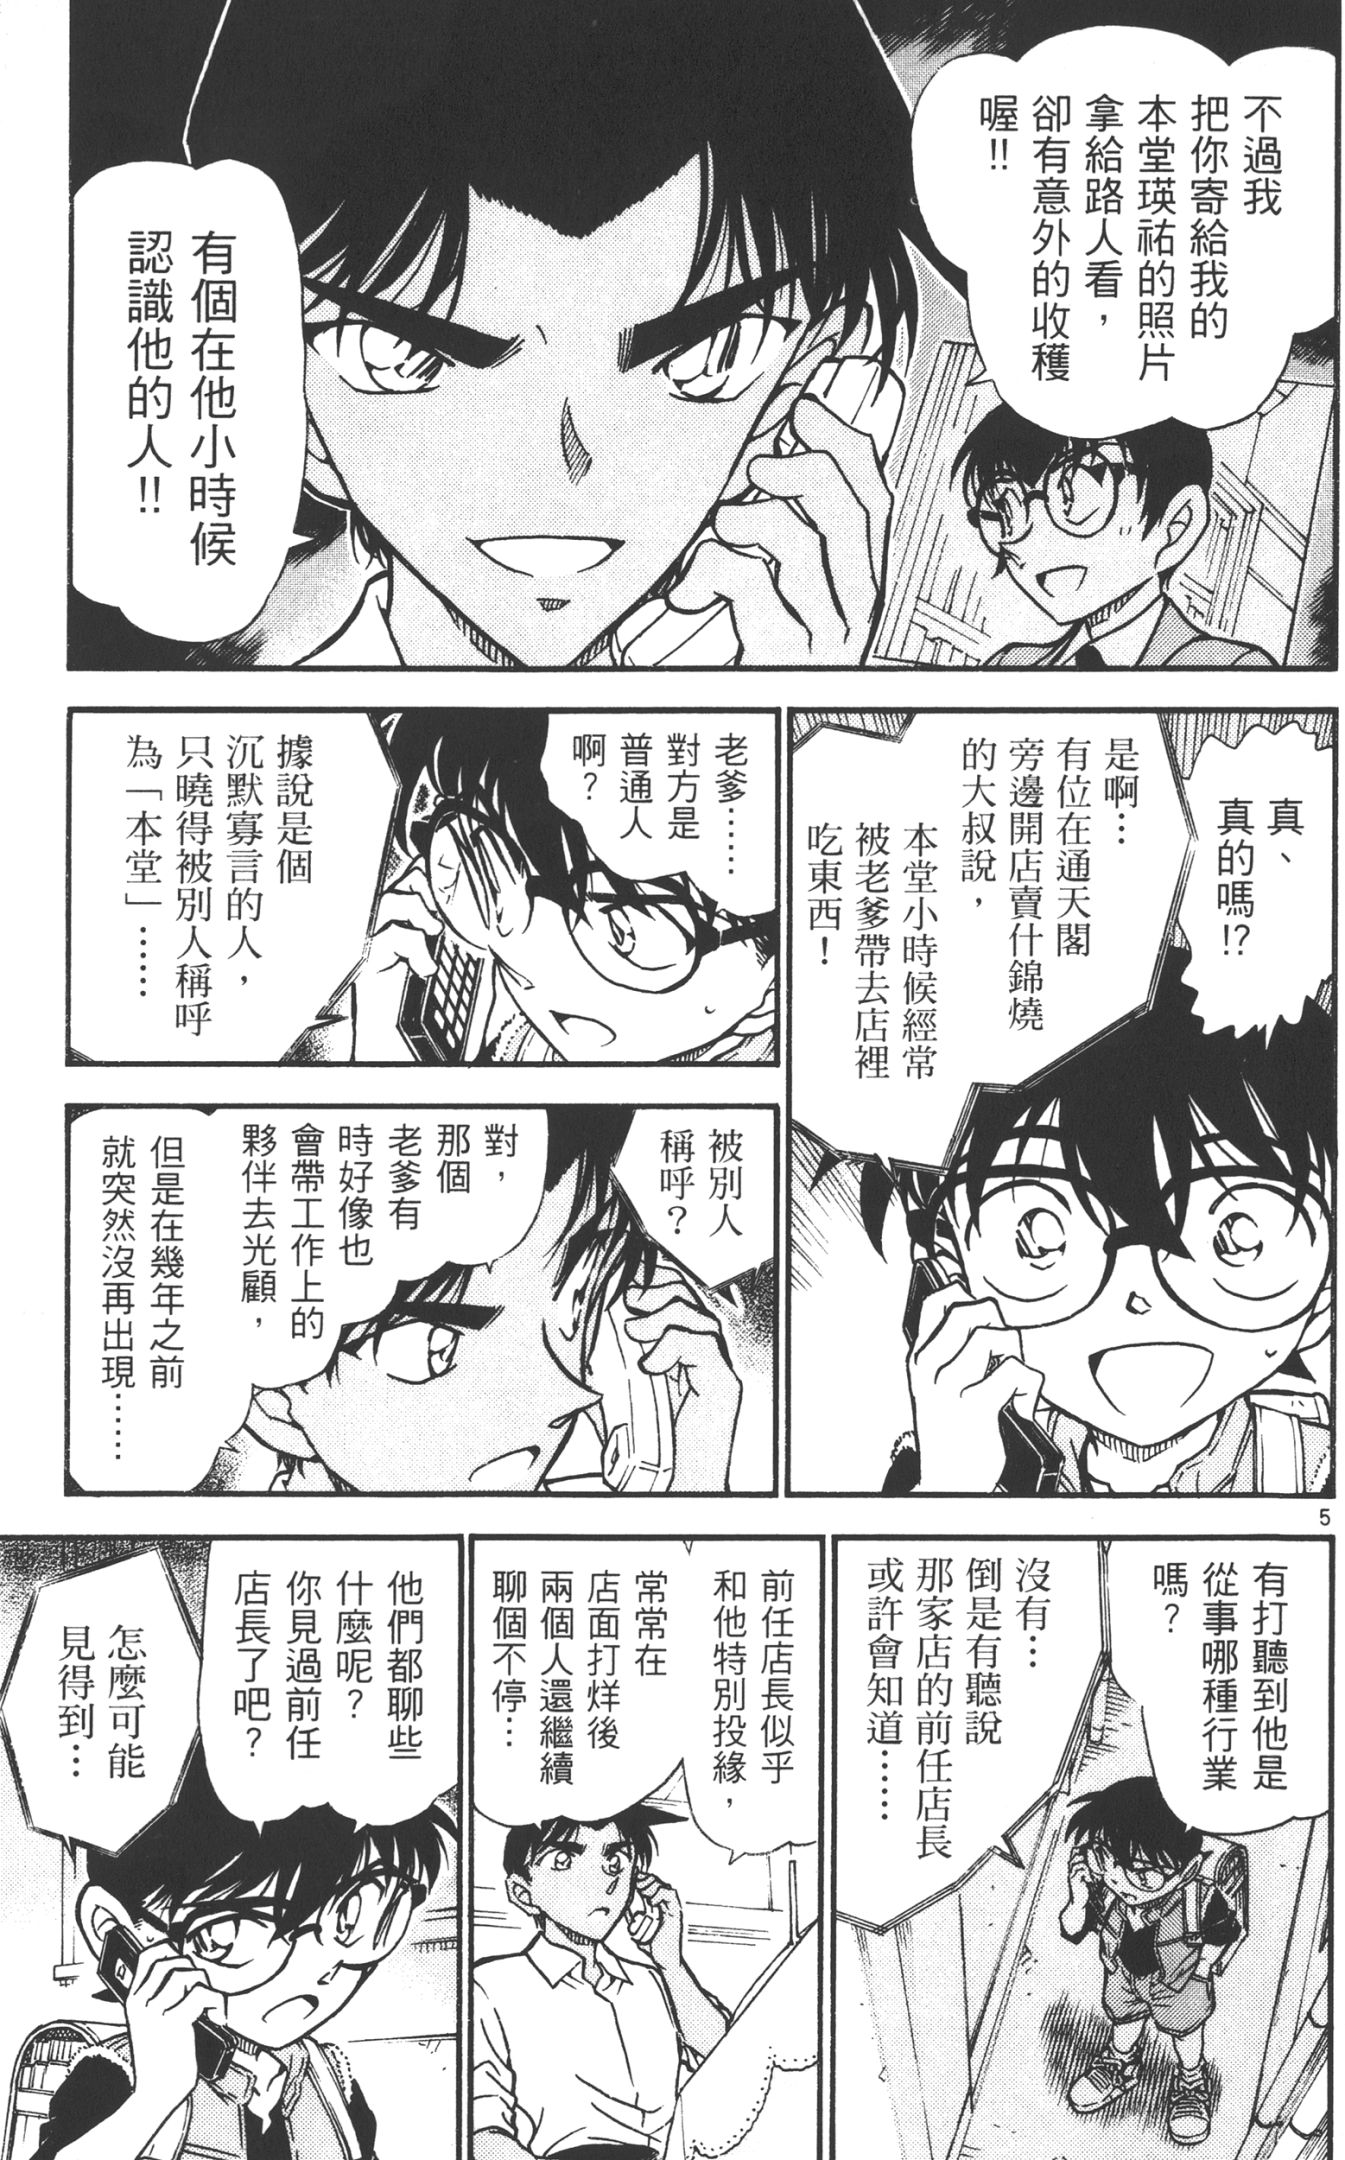 不過我
把你寄給我的
本堂瑛祐的照片
拿給路人看，
卻有意外的收穫
喔!!
有個在他小時候
認識他的人!!
真、
真的嗎!?
是啊…
有位在通天閣
旁邊開店賣什錦燒
的大叔說，
本堂小時候經常
被老爹帶去店裡
吃東西！
老爹……
對方是
普通人
啊？
據說是個
沉默寡言的人，
只曉得被別人稱呼
為「本堂」……
被別人
稱呼？
對，
那個
老爹有
時好像也
會帶工作上的
夥伴去光顧，
但是在幾年之前
就突然沒再出現……
5
有打聽到他是
從事哪種行業
嗎？
沒有…
倒是有聽說
那家店的前任店長
或許會知道……
前任店長似乎
和他特別投緣，
常常在
店面打烊後
兩個人還繼續
聊個不停…
他們都聊些
什麼呢？
你見過前任
店長了吧？
怎麼可能
見得到…